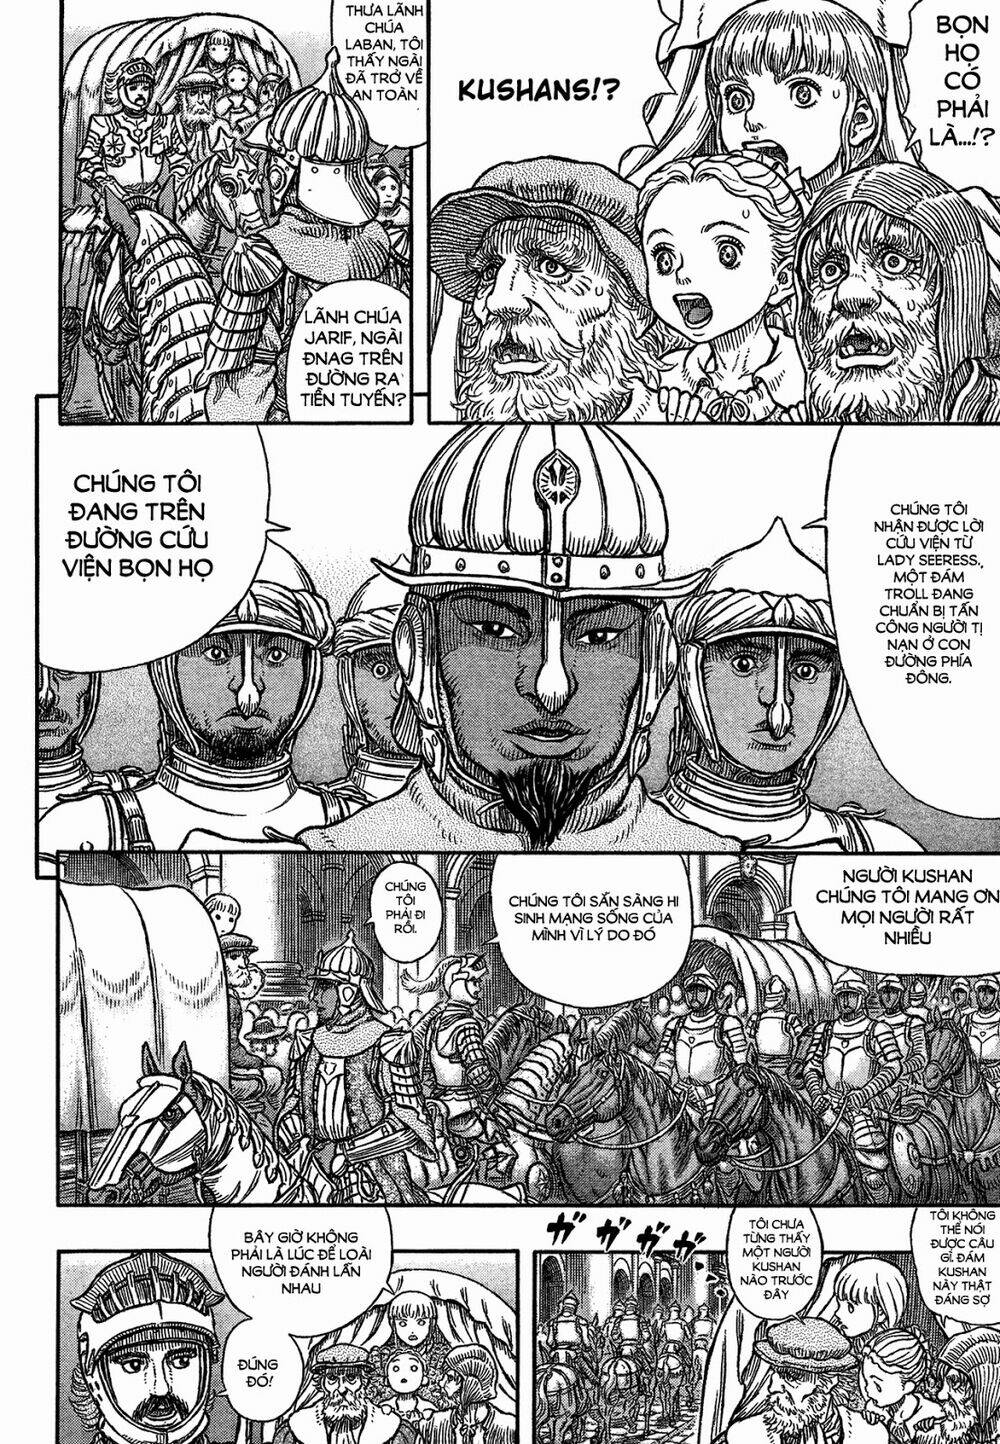 BỌN
HỌ
CÓ
PHẢI
LÀ...!?
KUSHANS!?
THƯA LÃNH
CHÚA
LABAN, TÔI
THẤY NGÀI
ĐÃ TRỞ VỀ
AN TOÀN
LÃNH CHÚA
JARIF, NGÀI
ĐNAG TRÊN
ĐƯỜNG RA
TIỀN TUYẾN?
CHÚNG TÔI
NHẬN ĐƯỢC LỜI
CỨU VIỆN TỪ
LADY SEERESS.,
MỘT ĐÁM
TROLL ĐANG
CHUẨN BỊ TẤN
CÔNG NGƯỜI TỊ
NẠN Ở CON
ĐƯỜNG PHÍA
ĐÔNG.
CHÚNG TÔI
ĐANG TRÊN
ĐƯỜNG CỨU
VIỆN BỌN HỌ
NGƯỜI KUSHAN
CHÚNG TÔI MANG ƠN
MỌI NGƯỜI RẤT
NHIỀU
CHÚNG TÔI SẴN SÀNG HI
SINH MẠNG SỐNG CỦA
MÌNH VÌ LÝ DO ĐÓ
CHÚNG
TÔI
PHẢI ĐI
RỒI.
TÔI KHÔNG
THỂ NÓI
ĐƯỢC CÂU
GÌ, ĐÁM
KUSHAN
NÀY THẬT
ĐÁNG SỢ
TÔI CHƯA
TỪNG THẤY
MỘT NGƯỜI
KUSHAN
NÀO TRƯỚC
ĐÂY
ガガガガ
BÂY GIỜ KHÔNG
PHẢI LÀ LÚC ĐỂ LOÀI
NGƯỜI ĐÁNH LẪN
NHAU
ĐÚNG
ĐÓ!